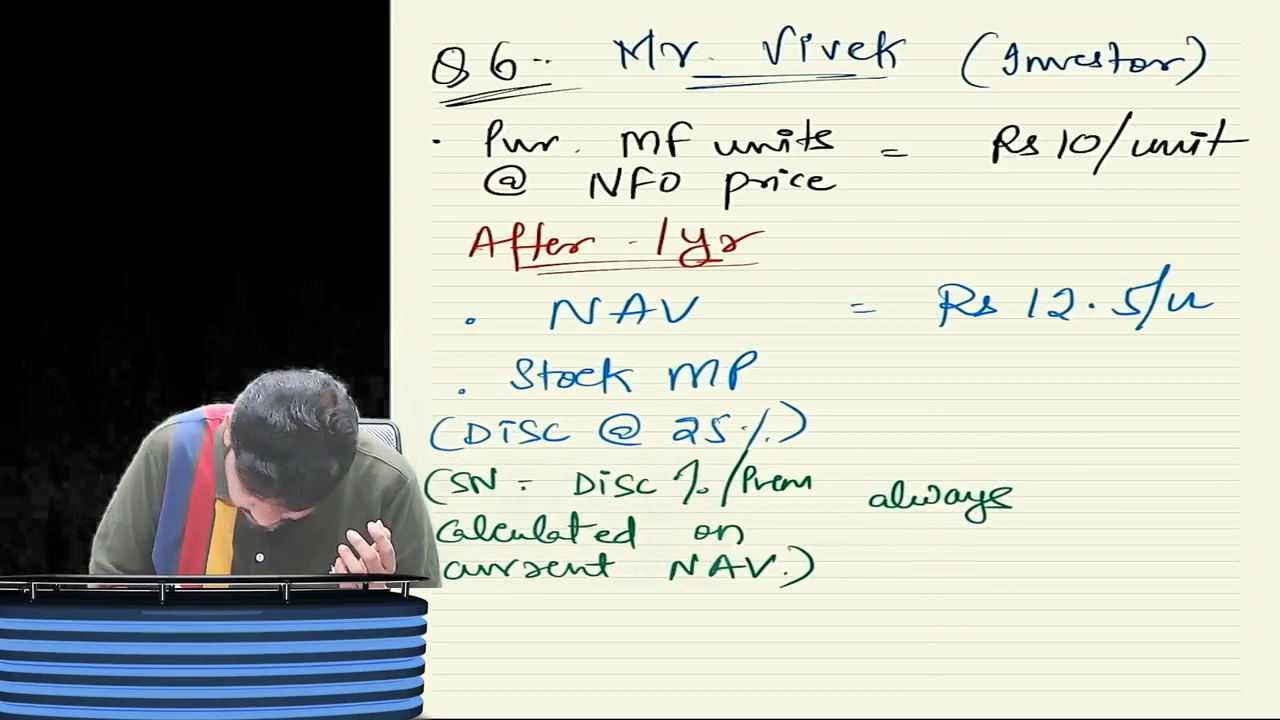 Q6.. Mr. Vivek (Investor)
• Pur. MF units = Rs 10/unit
@ NFO price
After 1yr
• NAV = Rs 12.5/u
• Stock MP
(DISC @ 25%)
(SN = DISC %/Prem always
calculated on
current NAV.)